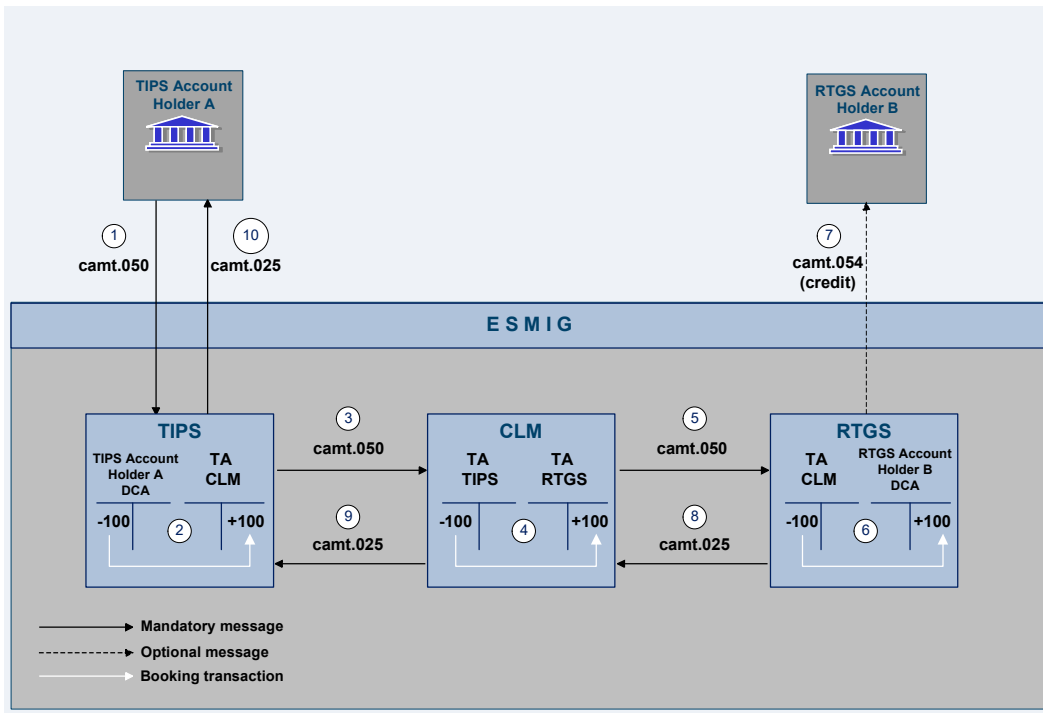 TIPS Account
Holder A
RTGS Account
Holder B
1
camt.050
10
camt.025
7
camt.054
(credit)
E S M I G
TIPS
TIPS Account
Holder A
DCA
TA
CLM
-100
2
+100
3
camt.050
9
camt.025
CLM
TA
TIPS
TA
RTGS
-100
4
+100
5
camt.050
8
camt.025
RTGS
TA
CLM
RTGS Account
Holder B
DCA
-100
6
+100
Mandatory message
Optional message
Booking transaction